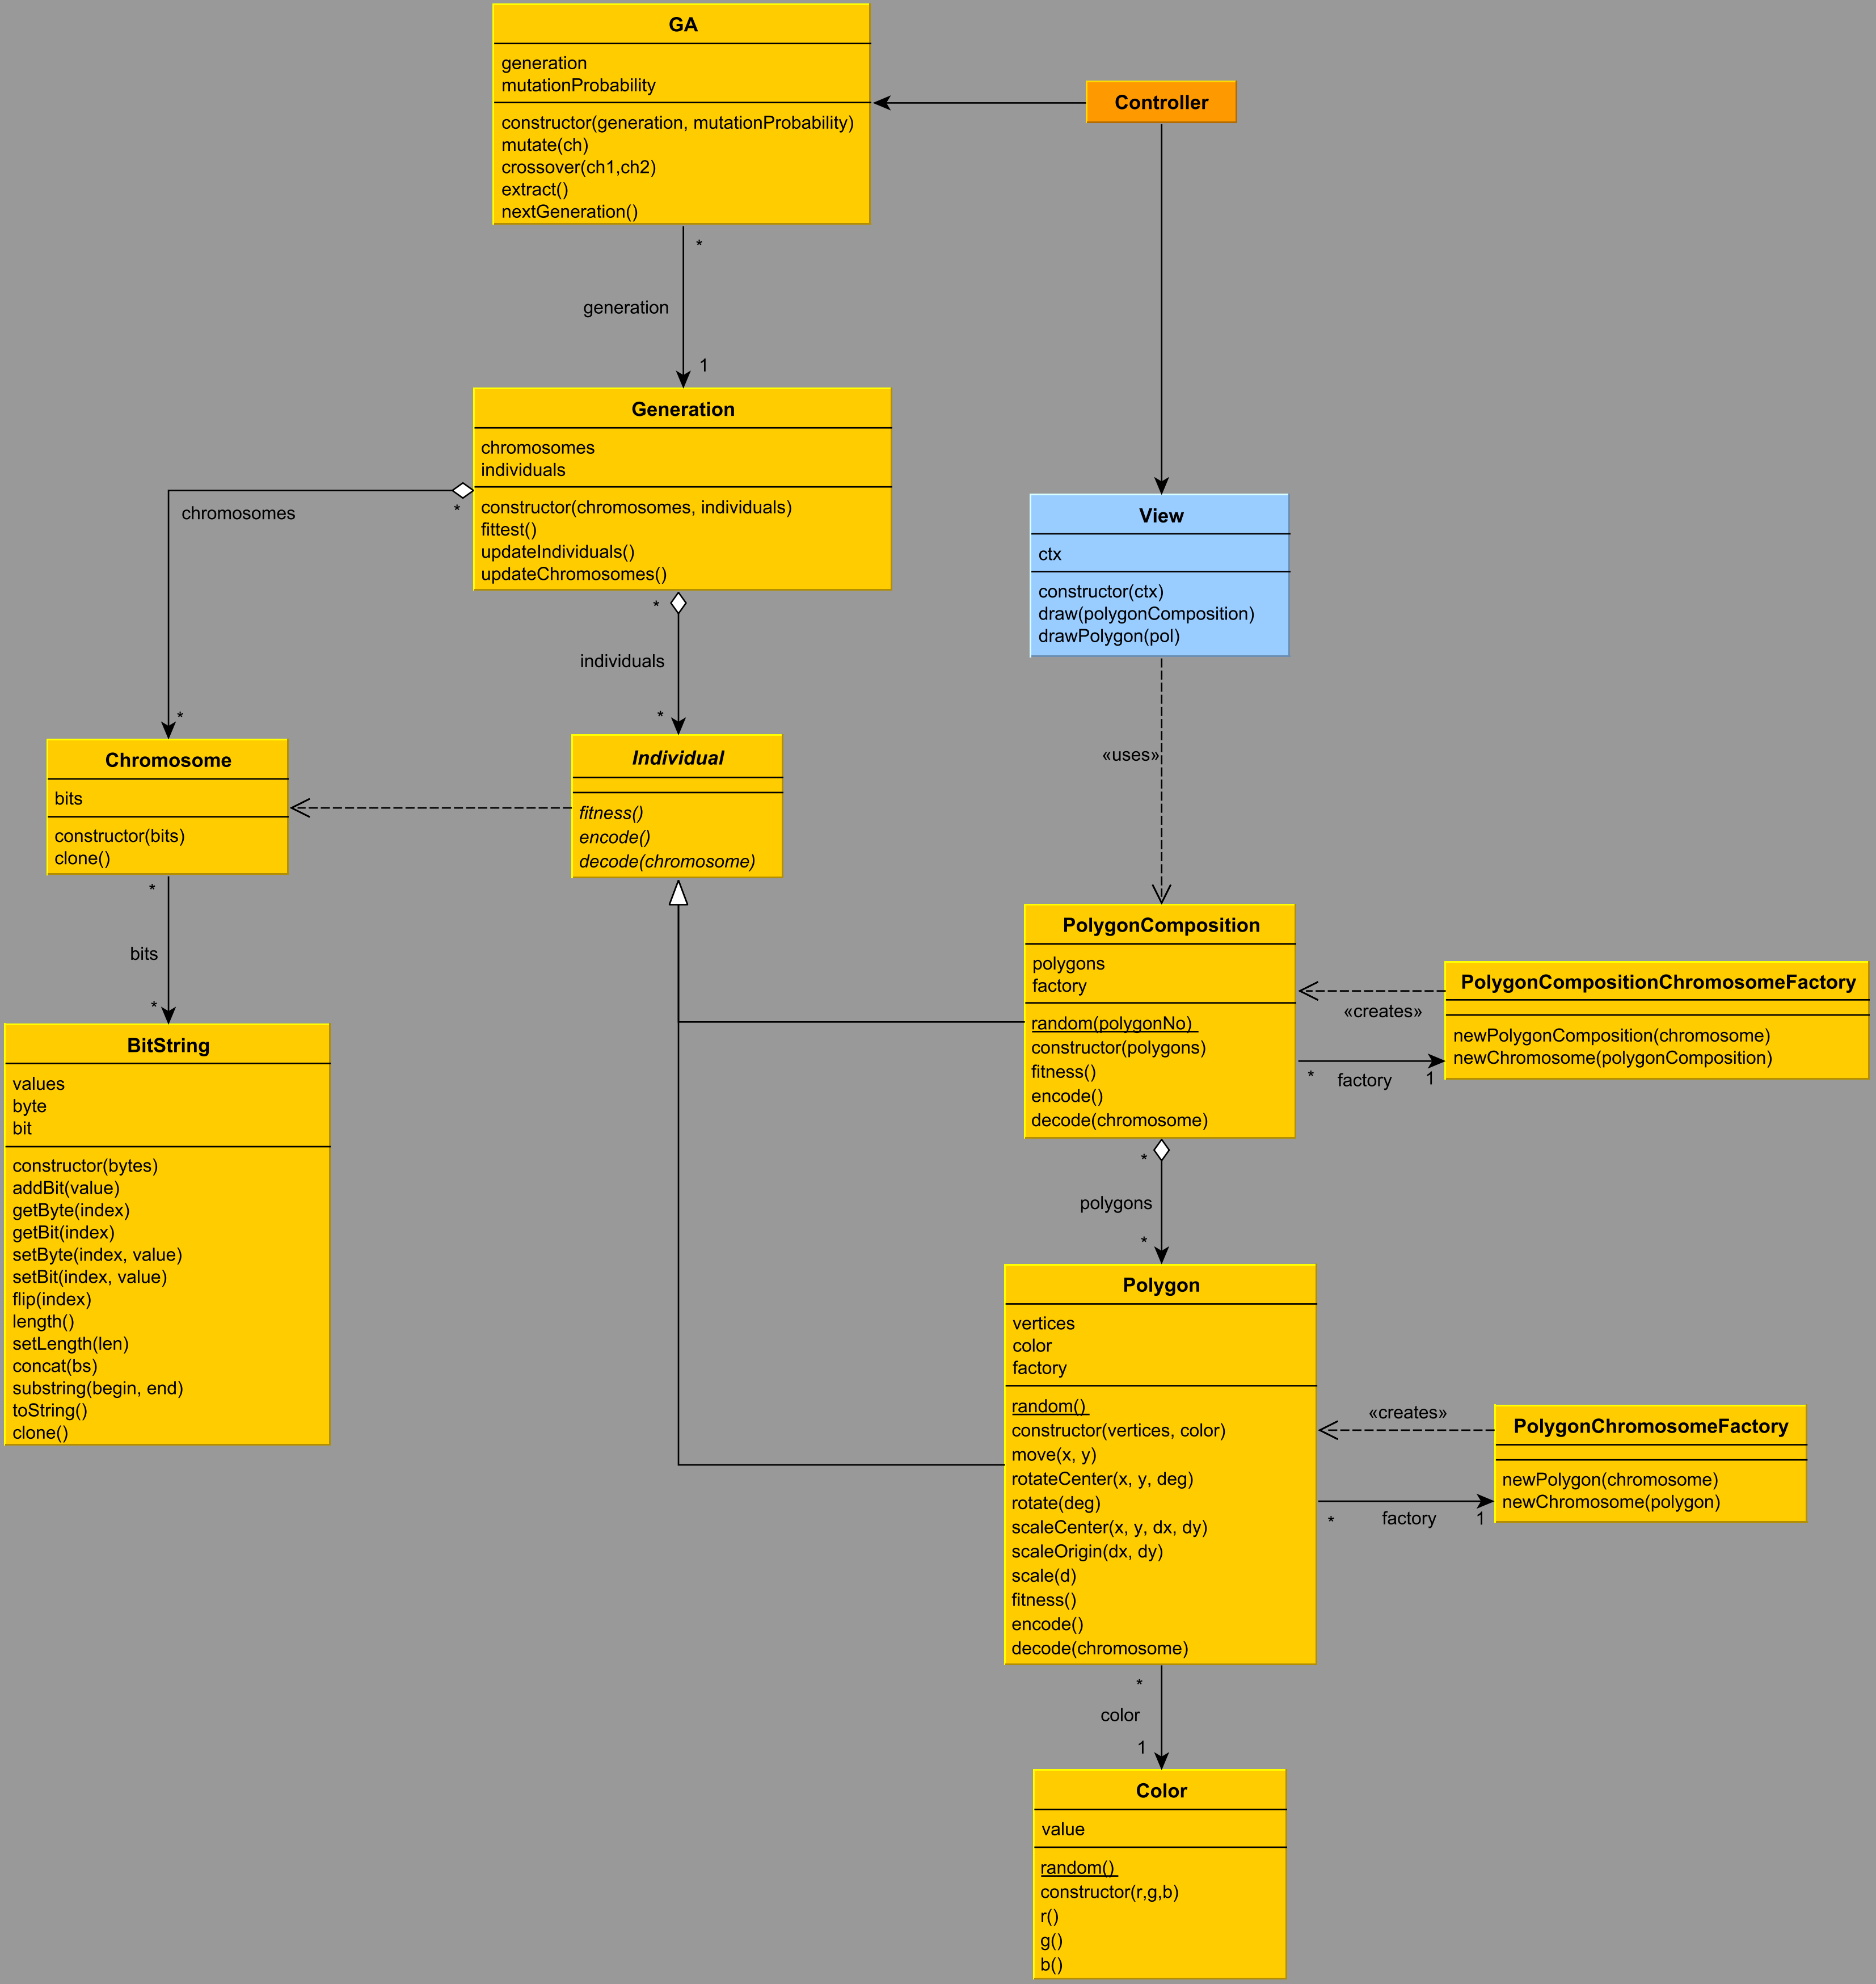 GA
generation
mutationProbability
constructor(generation, mutationProbability)
mutate(ch)
crossover(ch1,ch2)
extract()
nextGeneration()
Controller
*
generation
1
Generation
chromosomes
individuals
constructor(chromosomes, individuals)
fittest()
updateIndividuals()
updateChromosomes()
*
chromosomes
*
*
individuals
*
View
ctx
constructor(ctx)
draw(polygonComposition)
drawPolygon(pol)
«uses»
Chromosome
bits
constructor(bits)
clone()
Individual
fitness()
encode()
decode(chromosome)
*
bits
*
BitString
values
byte
bit
constructor(bytes)
addBit(value)
getByte(index)
getBit(index)
setByte(index, value)
setBit(index, value)
flip(index)
length()
setLength(len)
concat(bs)
substring(begin, end)
toString()
clone()
PolygonComposition
polygons
factory
random(polygonNo)
constructor(polygons)
fitness()
encode()
decode(chromosome)
«creates»
* factory 1
PolygonCompositionChromosomeFactory
newPolygonComposition(chromosome)
newChromosome(polygonComposition)
*
polygons
*
Polygon
vertices
color
factory
random()
constructor(vertices, color)
move(x, y)
rotateCenter(x, y, deg)
rotate(deg)
scaleCenter(x, y, dx, dy)
scaleOrigin(dx, dy)
scale(d)
fitness()
encode()
decode(chromosome)
«creates»
* factory 1
PolygonChromosomeFactory
newPolygon(chromosome)
newChromosome(polygon)
*
color
1
Color
value
random()
constructor(r,g,b)
r()
g()
b()